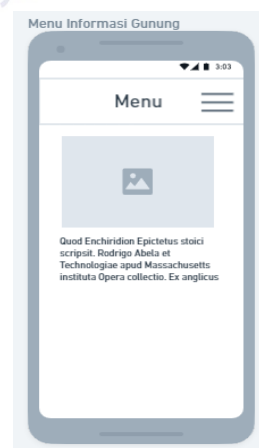 Menu Informasi Gunung
3:03
Menu
Quod Enchiridion Epictetus stoici
scripsit. Rodrigo Abela et
Technologiae apud Massachusetts
instituta Opera collectio. Ex anglicus